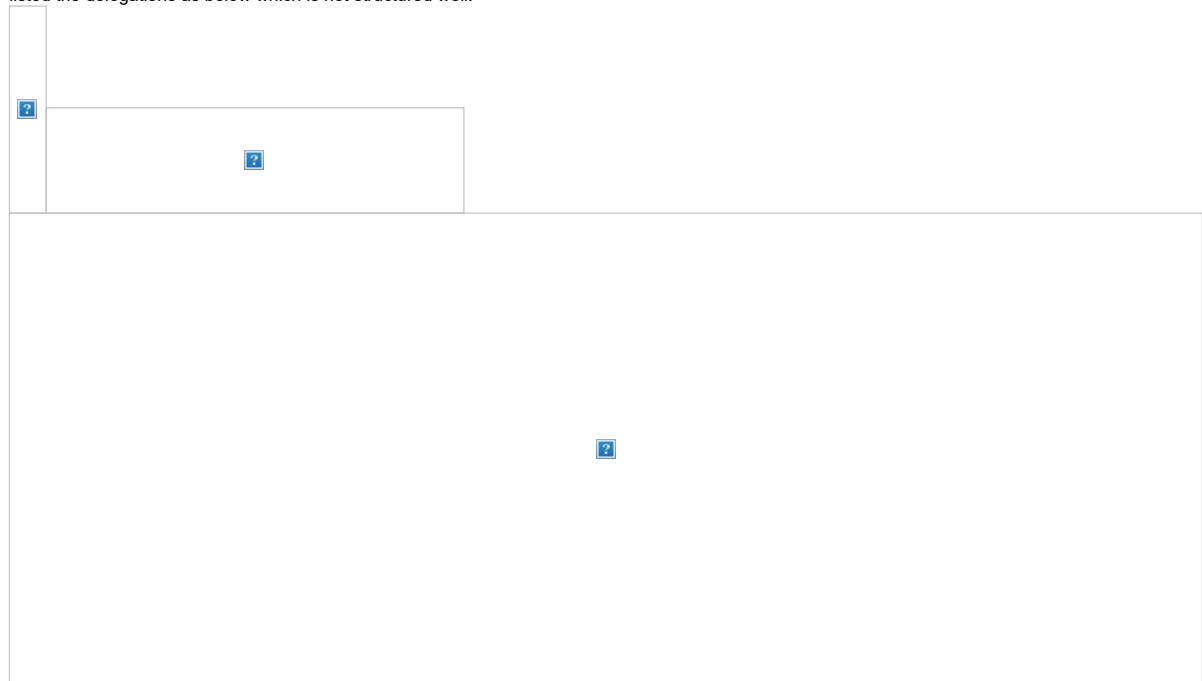 listed the delegations as below which is not structured well.